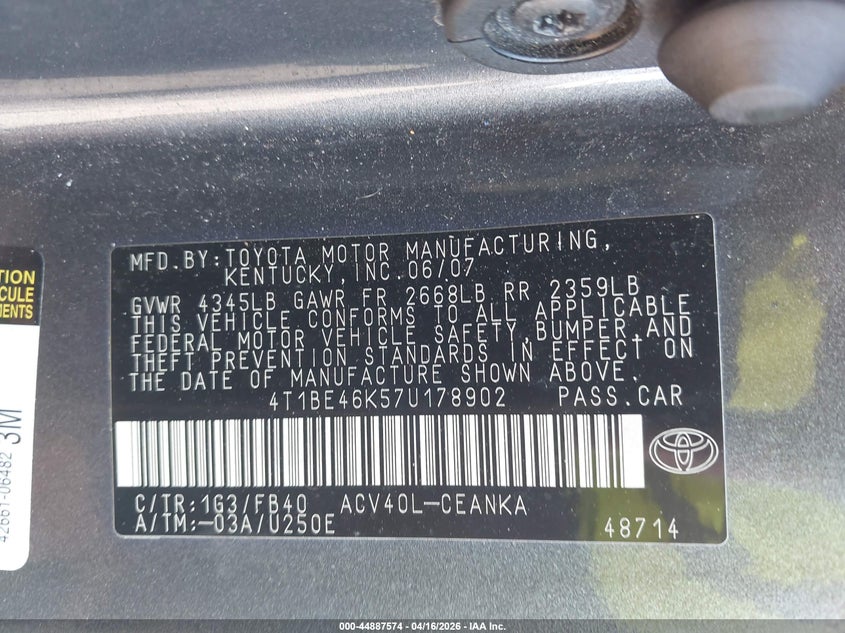 MFD.BY:TOYOTA MOTOR MANUFACTURING,
KENTUCKY,INC.06/07
GVWR 4345LB GAWR FR 2668LB RR 2359LB
THIS VEHICLE CONFORMS TO ALL APPLICABLE
FEDERAL MOTOR VEHICLE SAFETY,BUMPER,AND
THEFT PREVENTION STANDARDS IN EFFECT ON
THE DATE OF MANUFACTURE SHOWN ABOVE.
4T1BE46K57U178902 PASS.CAR
C/TR:1G3/FB40 ACV40L-CEANKA
A/TM:-03A/U250E 48714
42661-06482 3M
000-44887574 - 04/16/2026 - IAA Inc.